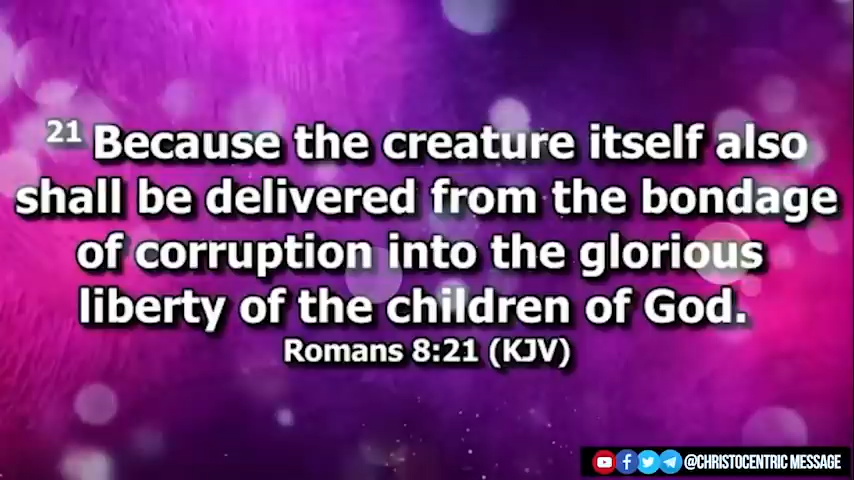 21 Because the creature itself also
shall be delivered from the bondage
of corruption into the glorious
liberty of the children of God.
Romans 8:21 (KJV)
@CHRISTOCENTRIC MESSAGE